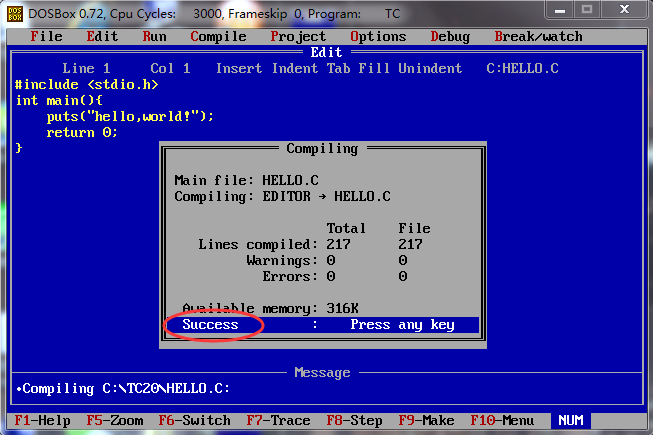 DOS
BOX
DOSBox 0.72, Cpu Cycles: 3000, Frameskip 0, Program: TC
File Edit Run Compile Project Options Debug Break/watch
Edit
Line 1 Col 1 Insert Indent Tab Fill Unindent C:HELLO.C
#include <stdio.h>
int main(){
puts("hello,world!");
return 0;
}
Compiling
Main file: HELLO.C
Compiling: EDITOR → HELLO.C
Total File
Lines compiled: 217 217
Warnings: 0 0
Errors: 0 0
Available memory: 316K
Success : Press any key
Message
•Compiling C:\TC20\HELLO.C:
F1-Help F5-Zoom F6-Switch F7-Trace F8-Step F9-Make F10-Menu NUM